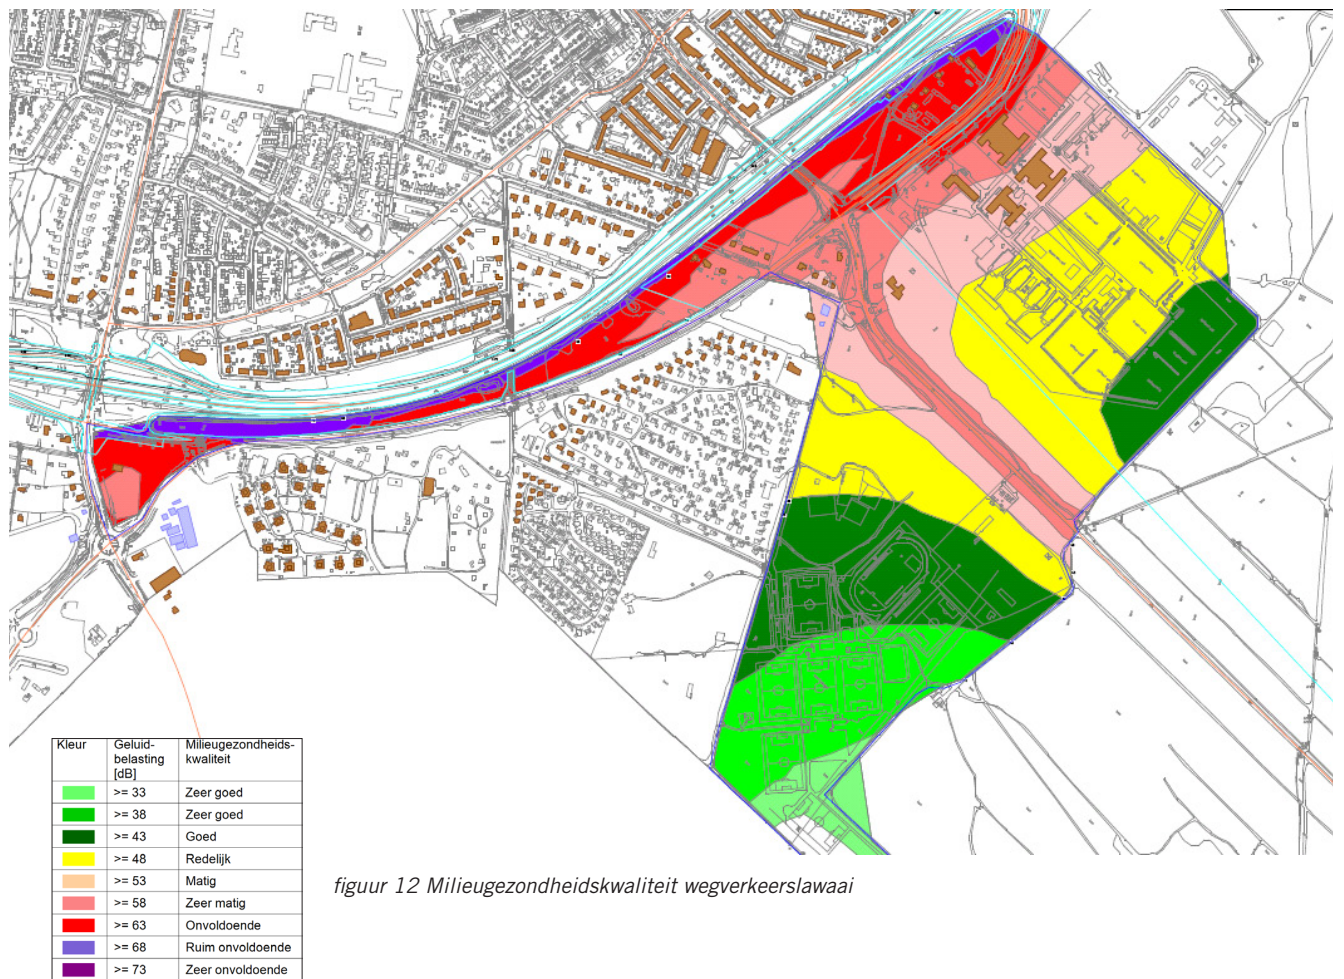 Kleur Geluid- Milieugezondheids-
belasting kwaliteit
[dB]
>= 33 Zeer goed
>= 38 Zeer goed
>= 43 Goed
>= 48 Redelijk
>= 53 Matig
>= 58 Zeer matig
>= 63 Onvoldoende
>= 68 Ruim onvoldoende
>= 73 Zeer onvoldoende
figuur 12 Milieugezondheidskwaliteit wegverkeerslawaai